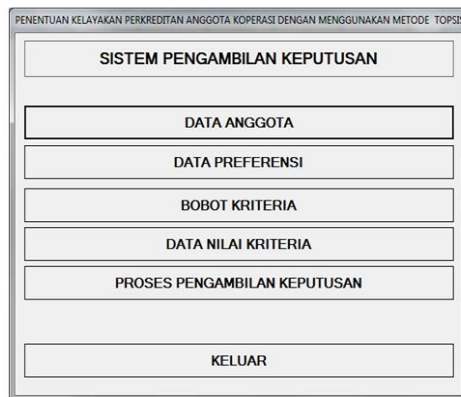 PENENTUAN KELAYAKAN PERKREDITAN ANGGOTA KOPERASI DENGAN MENGGUNAKAN METODE TOPSIS
SISTEM PENGAMBILAN KEPUTUSAN
DATA ANGGOTA
DATA PREFERENSI
BOBOT KRITERIA
DATA NILAI KRITERIA
PROSES PENGAMBILAN KEPUTUSAN
KELUAR